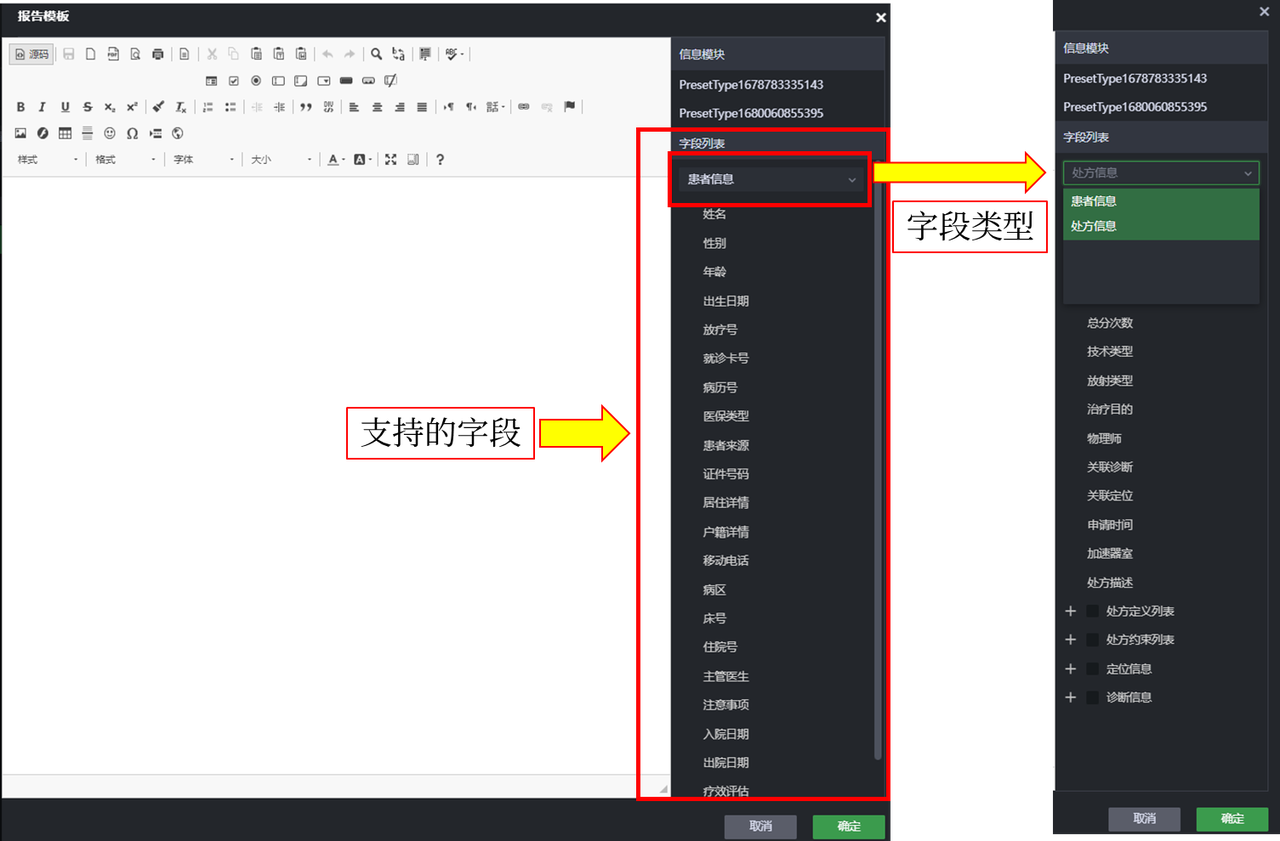 报告模板
源码
样式
格式
字体
大小
信息模块
PresetType1678783335143
PresetType1680060855395
字段列表
患者信息
姓名
性别
年龄
出生日期
放疗号
就诊卡号
病历号
医保类型
患者来源
证件号码
居住详情
户籍详情
移动电话
病区
床号
住院号
主管医生
注意事项
入院日期
出院日期
疗效评估
取消
确定
支持的字段
字段类型
信息模块
PresetType1678783335143
PresetType1680060855395
字段列表
处方信息
患者信息
处方信息
总分次数
技术类型
放射类型
治疗目的
物理师
关联诊断
关联定位
申请时间
加速器室
处方描述
处方定义列表
处方约束列表
定位信息
诊断信息
取消
确定